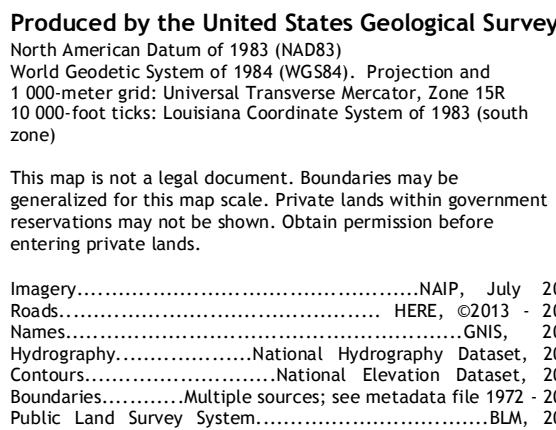 Produced by the United States Geological Survey
North American Datum of 1983 (NAD83)
World Geodetic System of 1984 (WGS84). Projection and
1 000-meter grid: Universal Transverse Mercator, Zone 15R
10 000-foot ticks: Louisiana Coordinate System of 1983 (south
zone)
This map is not a legal document. Boundaries may be
generalized for this map scale. Private lands within government
reservations may not be shown. Obtain permission before
entering private lands.
Imagery..........................................NAIP, July
Roads........................................ HERE, ©2013 -
Names.................................................GNIS,
Hydrography.................National Hydrography Dataset,
Contours............................National Elevation Dataset,
Boundaries............Multiple sources; see metadata file 1972 -
Public Land Survey System................................BLM,